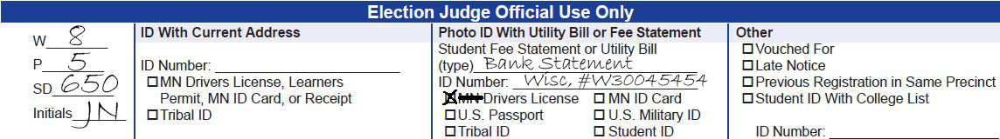 Election Judge Official Use Only
W 8
P 5
SD 650
Initials JN
ID With Current Address
ID Number:
☐ MN Drivers License, Learners
Permit, MN ID Card, or Receipt
☐ Tribal ID
Photo ID With Utility Bill or Fee Statement
Student Fee Statement or Utility Bill
(type) Bank Statement
ID Number: Wisc, #W30045454
☒ MN Drivers License ☐ MN ID Card
☐ U.S. Passport ☐ U.S. Military ID
☐ Tribal ID ☐ Student ID
Other
☐ Vouched For
☐ Late Notice
☐ Previous Registration in Same Precinct
☐ Student ID With College List
ID Number: